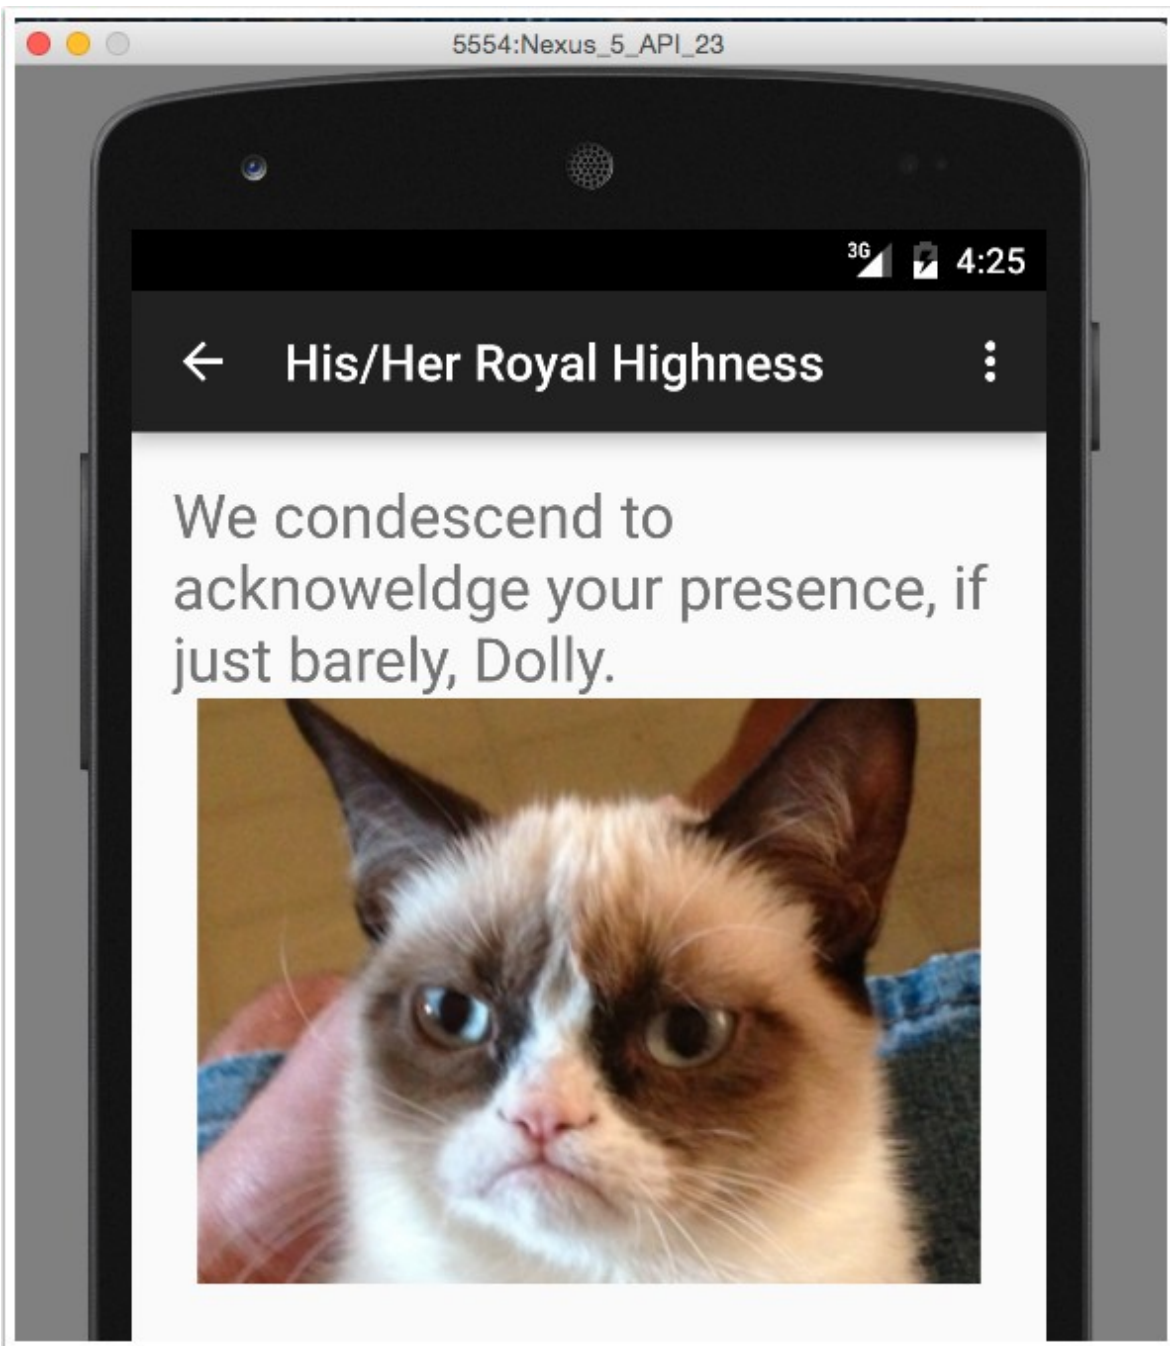 5554:Nexus_5_API_23
3G 4:25
His/Her Royal Highness
We condescend to
acknoweldge your presence, if
just barely, Dolly.